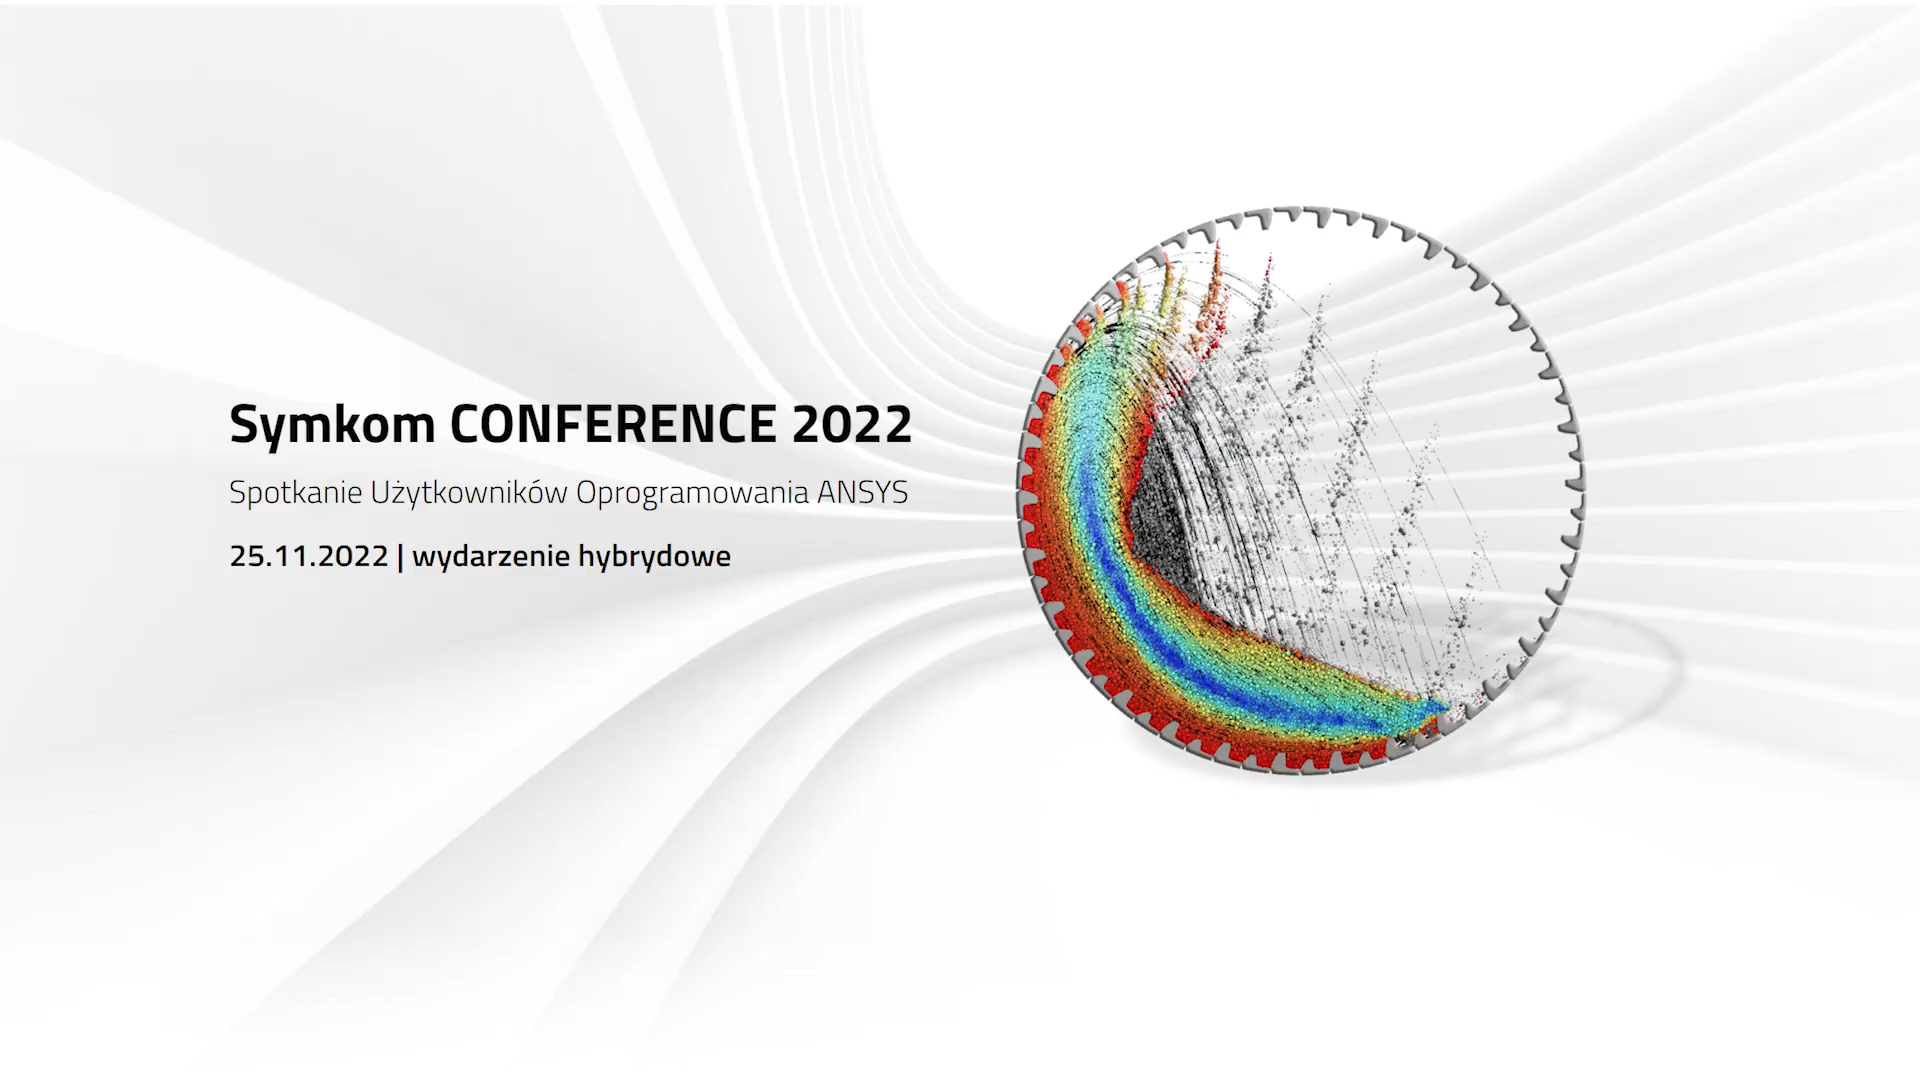 Symkom CONFERENCE 2022
Spotkanie Użytkowników Oprogramowania ANSYS
25.11.2022 | wydarzenie hybrydowe